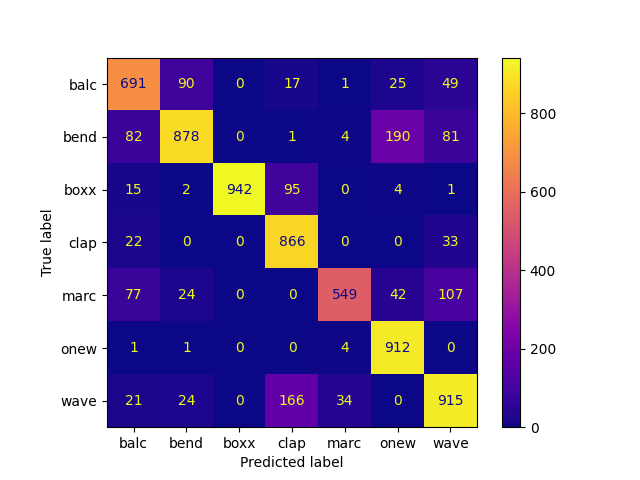 balc 691 90 0 17 1 25 49
bend 82 878 0 1 4 190 81
boxx 15 2 942 95 0 4 1
clap 22 0 0 866 0 0 33
marc 77 24 0 0 549 42 107
onew 1 1 0 0 4 912 0
wave 21 24 0 166 34 0 915
balc bend boxx clap marc onew wave
Predicted label
True label
800
600
400
200
0